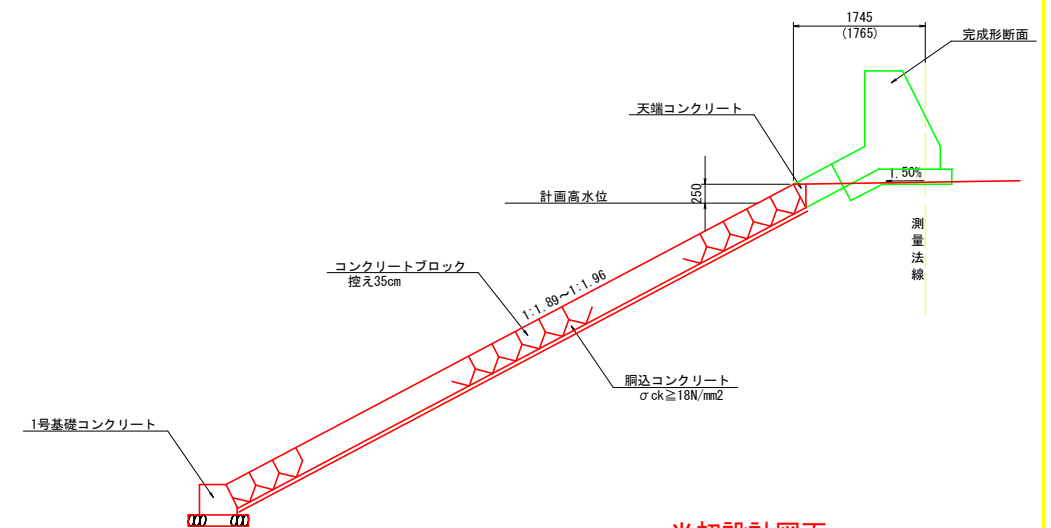 1745
(1765)
完成形断面
天端コンクリート
1.50%
250
計画高水位
測量法線
コンクリートブロック
控え35cm
1:1.89～1:1.96
胴込コンクリート
σck≧18N/mm2
1号基礎コンクリート